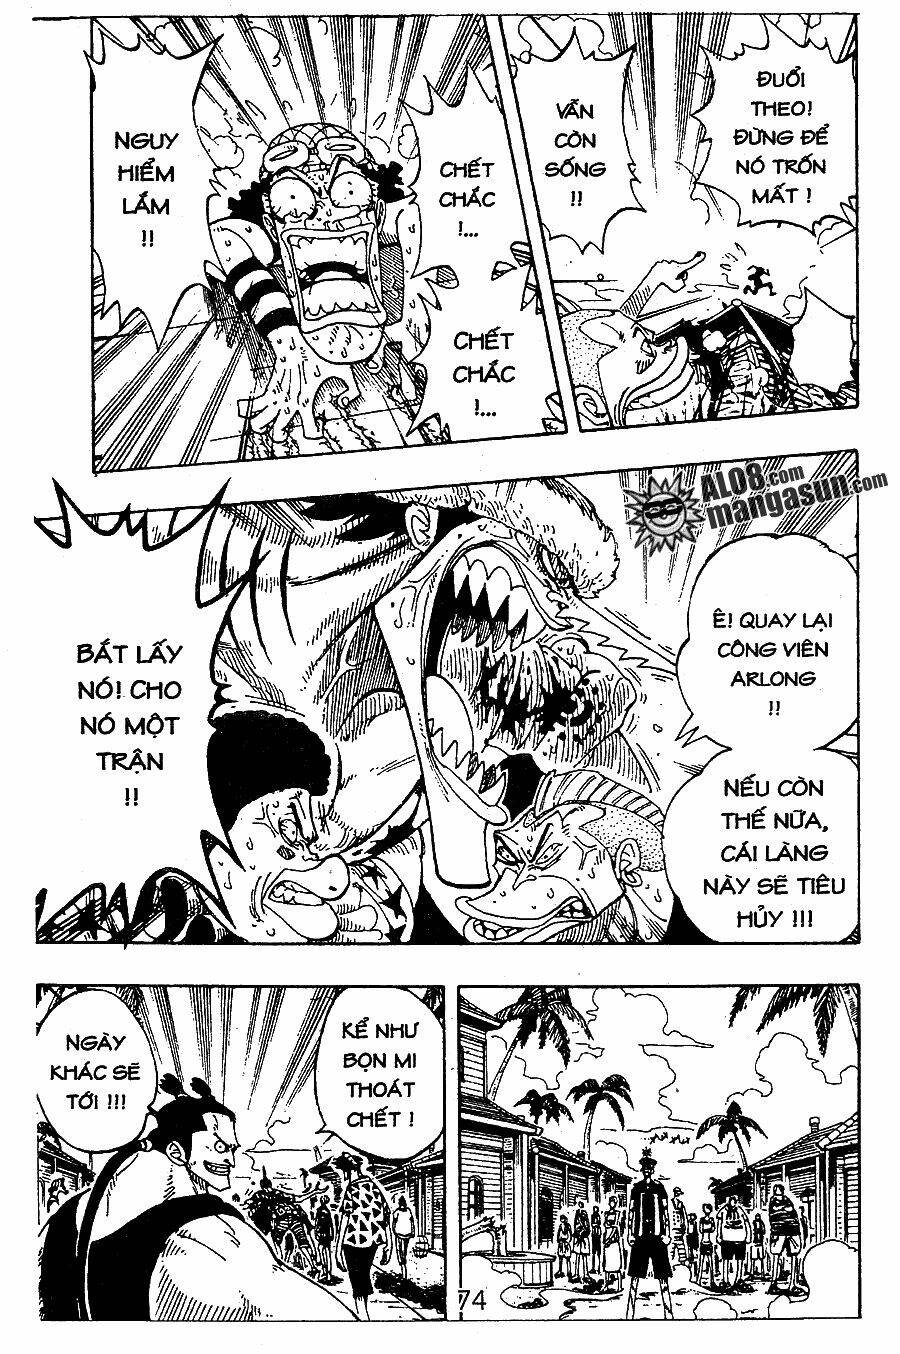 ĐUỔI
THEO!
ĐỪNG ĐỂ
NÓ TRỐN
MẤT !
VẪN
CÒN
SỐNG
!!
CHẾT
CHẮC
!...
CHẾT
CHẮC
!...
NGUY
HIỂM
LẮM
!!
ALO8.com
mangasun.com
Ê! QUAY LẠI
CÔNG VIÊN
ARLONG
!!
NẾU CÒN
THẾ NỮA,
CÁI LÀNG
NÀY SẼ TIÊU
HỦY !!!
BẮT LẤY
NÓ! CHO
NÓ MỘT
TRẬN
!!
KỂ NHƯ
BỌN MI
THOÁT
CHẾT !
NGÀY
KHÁC SẼ
TỚI !!!
74